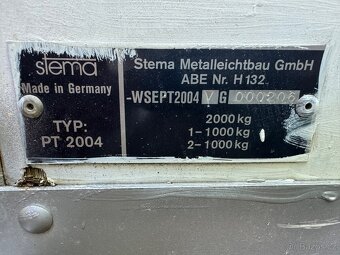 stema
Made in Germany
TYP:
PT 2004
Stema Metalleichtbau GmbH
ABE Nr. H 132
-WSEPT2004 V G 000206
2000 kg
1- 1000 kg
2- 1000 kg